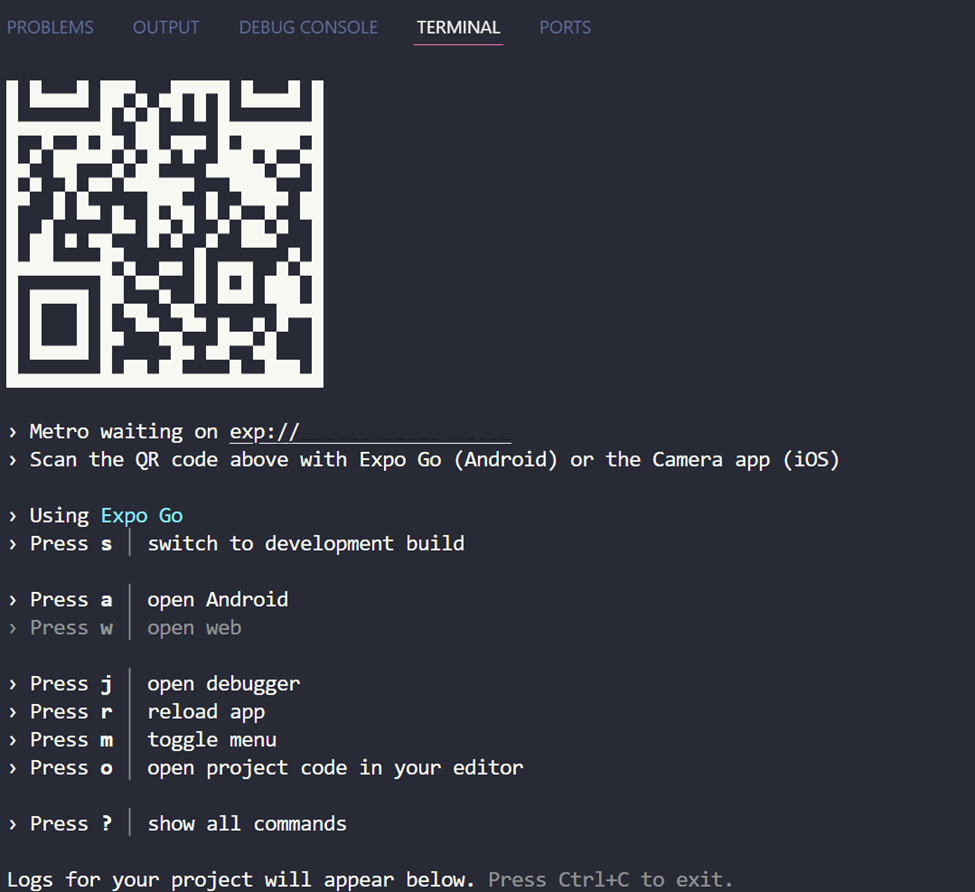 PROBLEMS OUTPUT DEBUG CONSOLE TERMINAL PORTS
› Metro waiting on exp://
› Scan the QR code above with Expo Go (Android) or the Camera app (iOS)
› Using Expo Go
› Press s │ switch to development build
› Press a │ open Android
› Press w │ open web
› Press j │ open debugger
› Press r │ reload app
› Press m │ toggle menu
› Press o │ open project code in your editor
› Press ? │ show all commands
Logs for your project will appear below. Press Ctrl+C to exit.